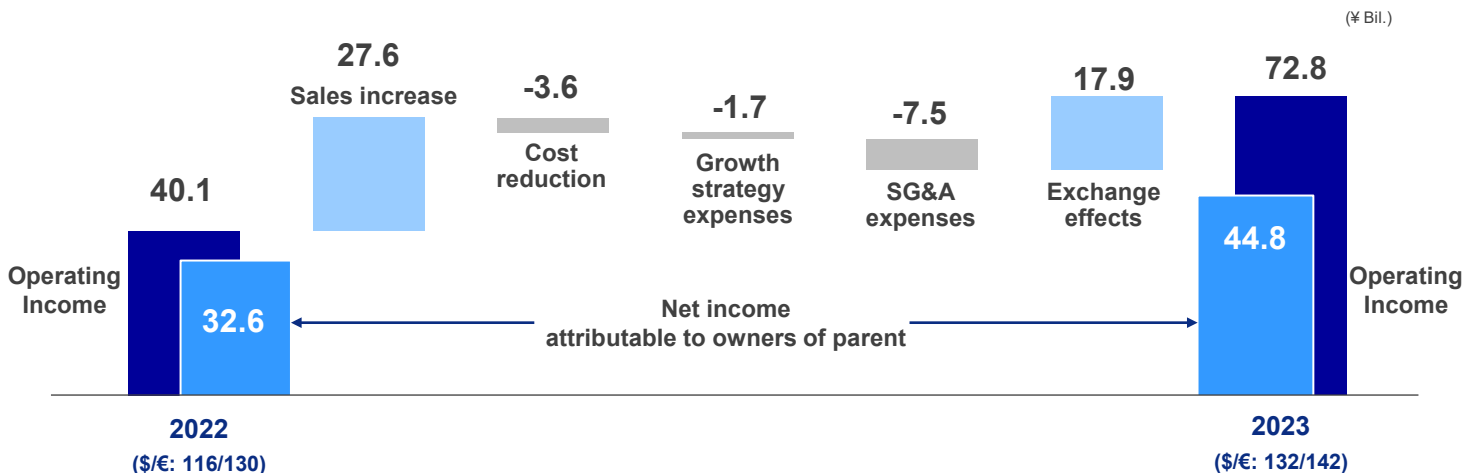 (¥ Bil.)
40.1
27.6
Sales increase
-3.6
Cost
reduction
-1.7
Growth
strategy
expenses
-7.5
SG&A
expenses
17.9
Exchange
effects
72.8
Operating
Income
32.6
Net income
attributable to owners of parent
44.8
Operating
Income
2022
($/€: 116/130)
2023
($/€: 132/142)